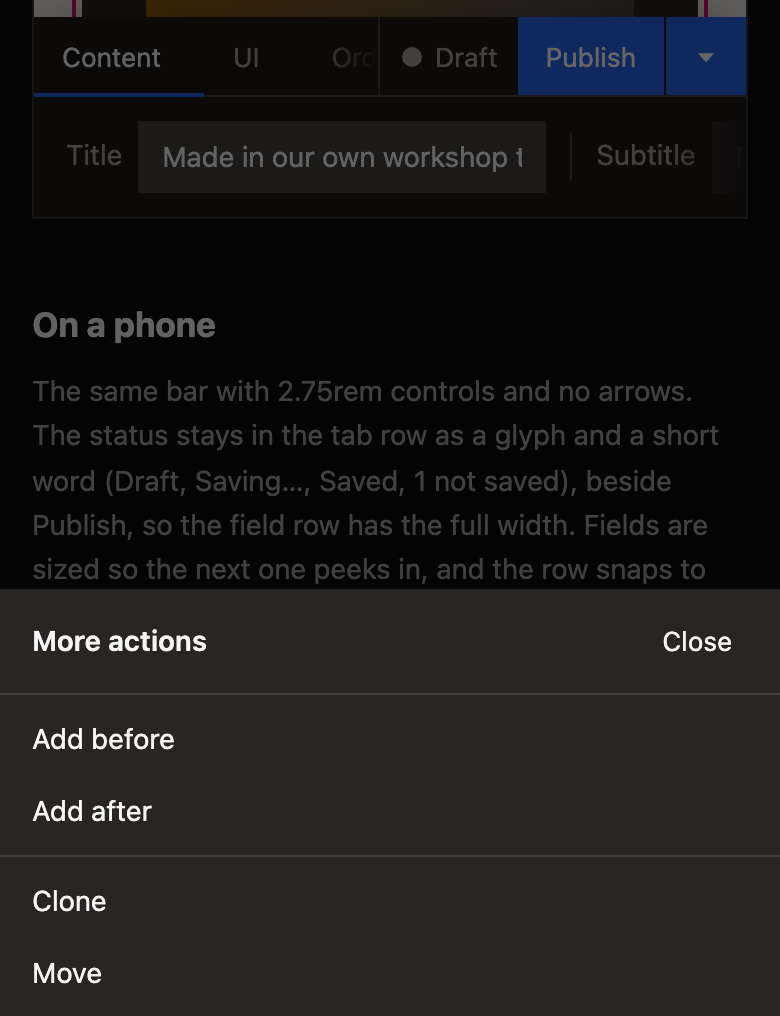 Content UI Draft Publish
Title Made in our own workshop Subtitle
On a phone
The same bar with 2.75rem controls and no arrows.
The status stays in the tab row as a glyph and a short
word (Draft, Saving…, Saved, 1 not saved), beside
Publish, so the field row has the full width. Fields are
sized so the next one peeks in, and the row snaps to
More actions Close
Add before
Add after
Clone
Move